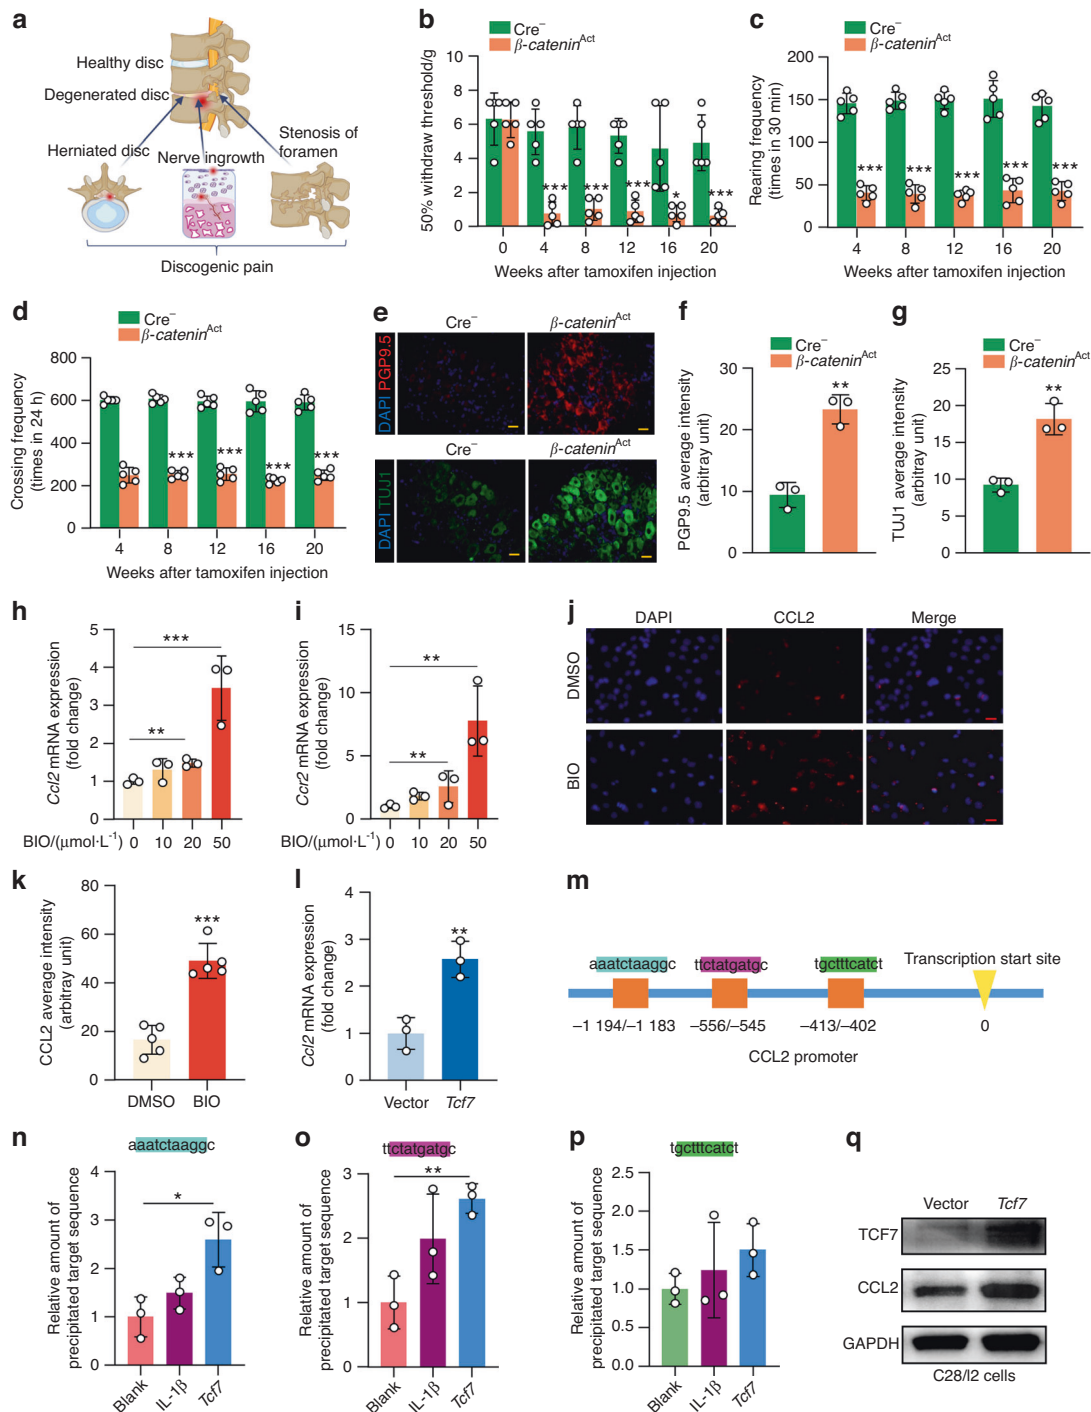 a
Healthy disc
Degenerated disc
Herniated disc
Nerve ingrowth
Stenosis of
foramen
Discogenic pain
b
Cre⁻
β-catenin^Act
50% withdraw threshold/g
8
6
4
2
0
*** *** *** * ***
0 4 8 12 16 20
Weeks after tamoxifen injection
c
Cre⁻
β-catenin^Act
Rearing frequency
(times in 30 min)
200
150
100
50
0
*** *** *** *** ***
4 8 12 16 20
Weeks after tamoxifen injection
d
Cre⁻
β-catenin^Act
Crossing frequency
(times in 24 h)
800
600
400
200
0
*** *** *** ***
4 8 12 16 20
Weeks after tamoxifen injection
e
Cre⁻ β-catenin^Act
DAPI PGP9.5
Cre⁻ β-catenin^Act
DAPI TUJ1
f
Cre⁻
β-catenin^Act
PGP9.5 average intensity
(arbitray unit)
30
20
10
0
**
g
Cre⁻
β-catenin^Act
TUJ1 average intensity
(arbitray unit)
25
20
15
10
5
0
**
h
Ccl2 mRNA expression
(fold change)
5
4
3
2
1
0
***
**
BIO/(μmol·L⁻¹) 0 10 20 50
i
Ccr2 mRNA expression
(fold change)
15
10
5
0
**
**
BIO/(μmol·L⁻¹) 0 10 20 50
j
DAPI CCL2 Merge
DMSO
BIO
k
CCL2 average intensity
(arbitray unit)
80
60
40
20
0
***
DMSO BIO
l
Ccl2 mRNA expression
(fold change)
4
3
2
1
0
**
Vector Tcf7
m
aaatctaaggc ttctatgatgc tgctttcatct Transcription start site
–1 194/–1 183 –556/–545 –413/–402 0
CCL2 promoter
n
aaatctaaggc
Relative amount of
precipitated target sequence
4
3
2
1
0
*
Blank IL-1β Tcf7
o
ttctatgatgc
Relative amount of
precipitated target sequence
3
2
1
0
**
Blank IL-1β Tcf7
p
tgctttcatct
Relative amount of
precipitated target sequence
2.5
2.0
1.5
1.0
0.5
0.0
Blank IL-1β Tcf7
q
Vector Tcf7
TCF7
CCL2
GAPDH
C28/I2 cells